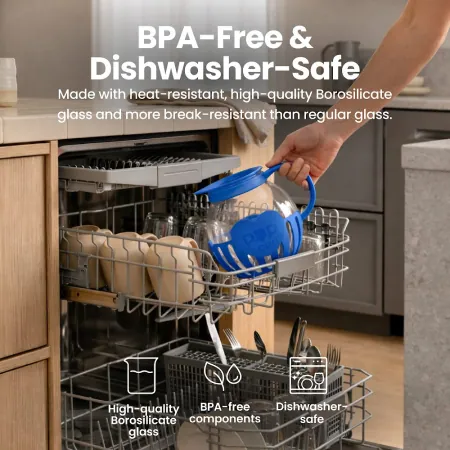 BPA-Free &
Dishwasher-Safe
Made with heat-resistant, high-quality Borosilicate
glass and more break-resistant than regular glass.
High-quality
Borosilicate
glass
BPA-free
components
Dishwasher-
safe